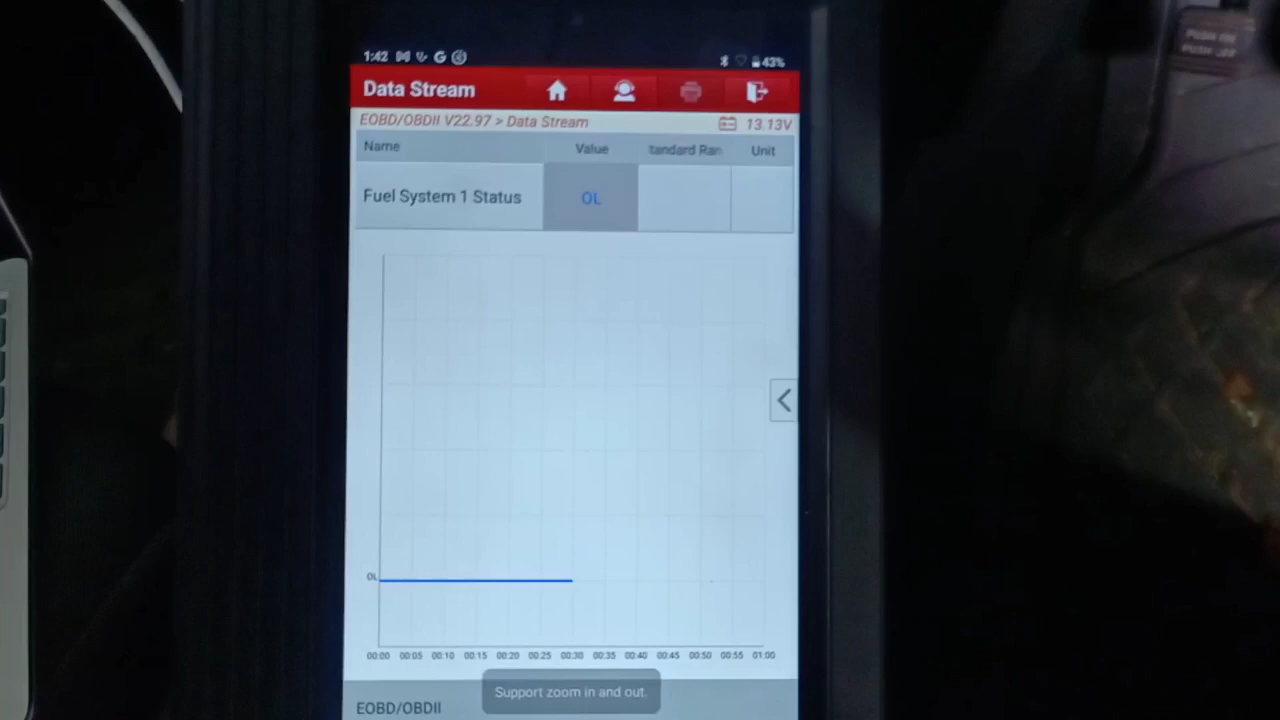 1:42
43%
Data Stream
EOBD/OBDII V22.97 > Data Stream
13.13V
Name Value tandard Ran Unit
Fuel System 1 Status OL
OL
00:00 00:05 00:10 00:15 00:20 00:25 00:30 00:35 00:40 00:45 00:50 00:55 01:00
Support zoom in and out.
EOBD/OBDII